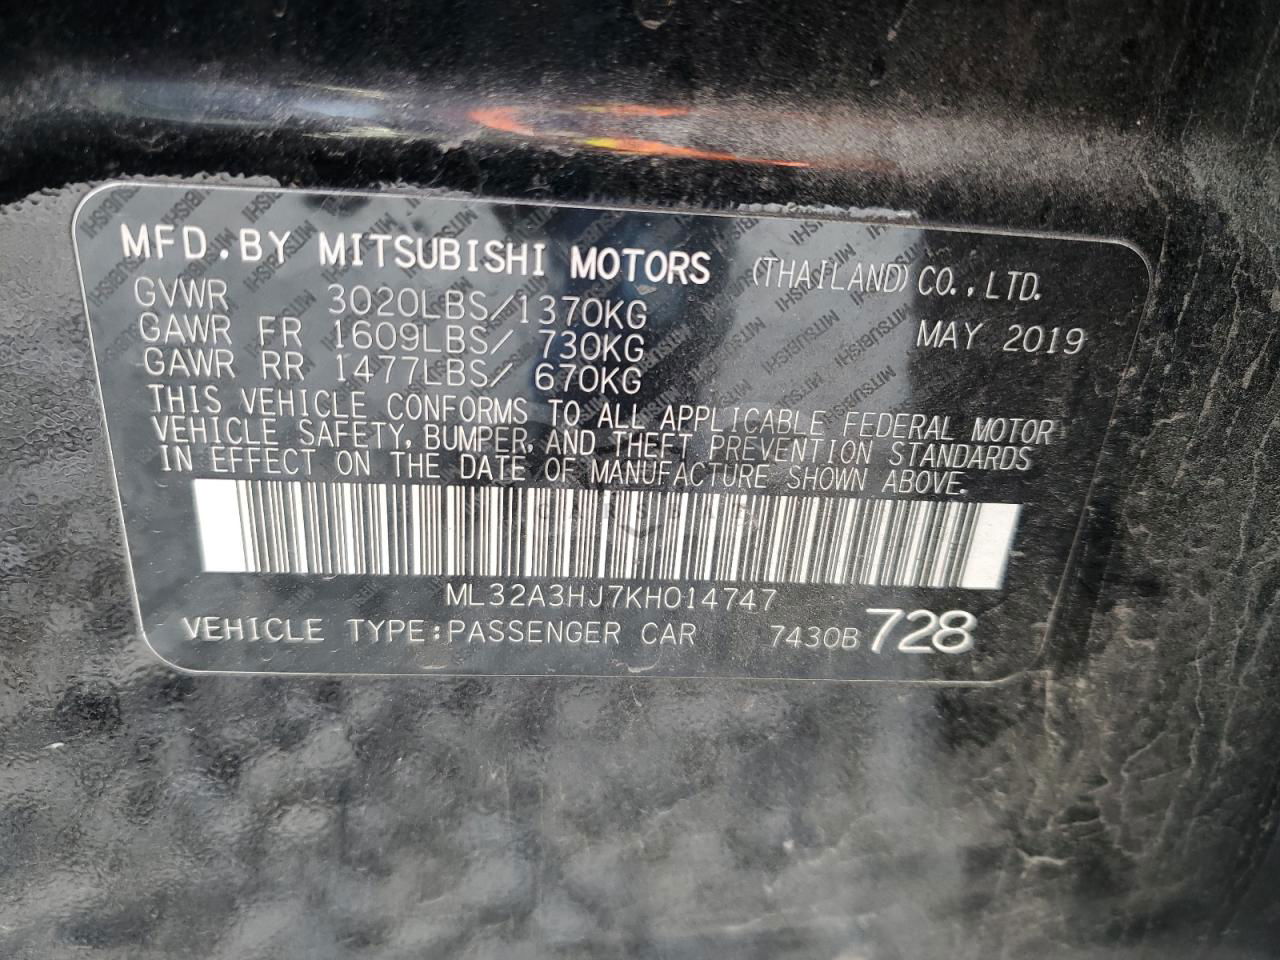 MFD.BY MITSUBISHI MOTORS (THAILAND) CO.,LTD.
GVWR 3020LBS/1370KG
GAWR FR 1609LBS/ 730KG MAY 2019
GAWR RR 1477LBS/ 670KG
THIS VEHICLE CONFORMS TO ALL APPLICABLE FEDERAL MOTOR
VEHICLE SAFETY, BUMPER, AND THEFT PREVENTION STANDARDS
IN EFFECT ON THE DATE OF MANUFACTURE SHOWN ABOVE.
ML32A3HJ7KH014747
VEHICLE TYPE:PASSENGER CAR 7430B 728